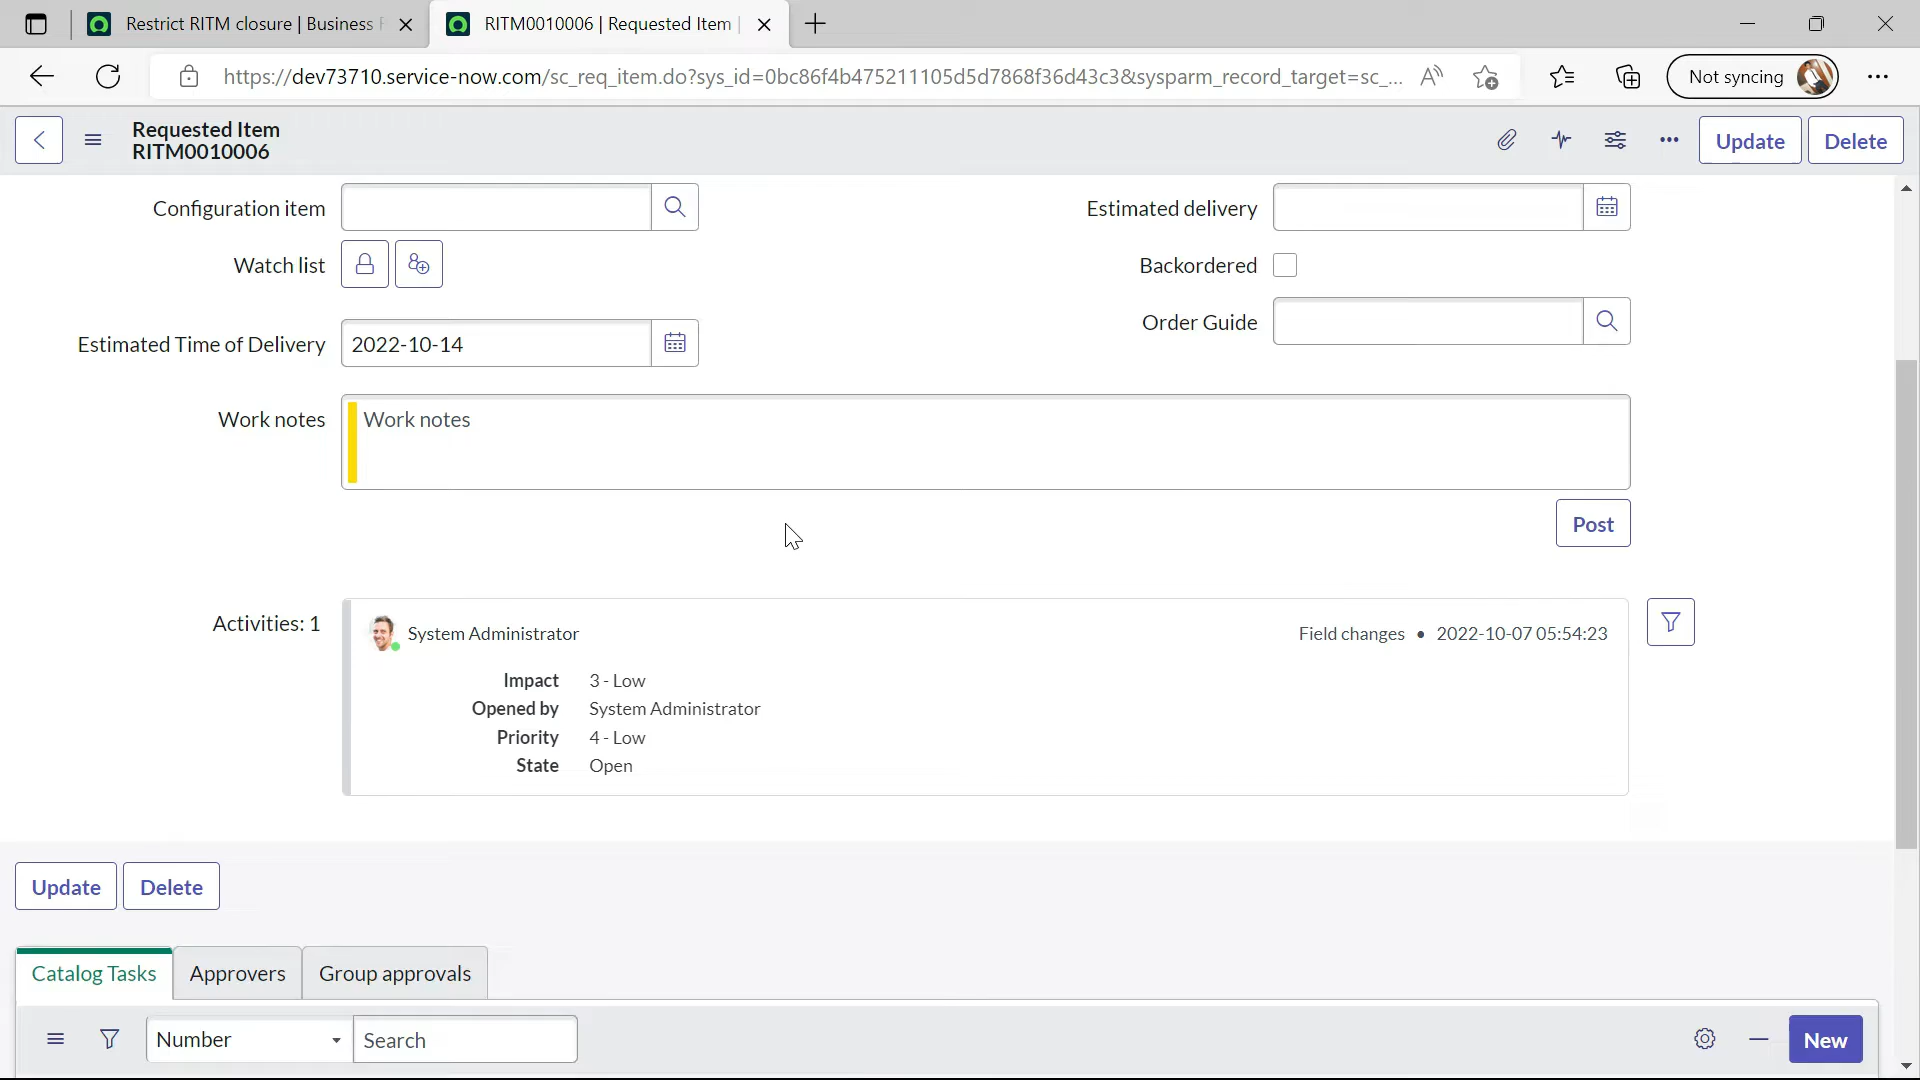 Restrict RITM closure | Business
RITM0010006 | Requested Item
https://dev73710.service-now.com/sc_req_item.do?sys_id=0bc86f4b475211105d5d7868f36d43c3&sysparm_record_target=sc_...
Not syncing
Requested Item
RITM0010006
Update
Delete
Configuration item
Estimated delivery
Watch list
Backordered
Order Guide
Estimated Time of Delivery
2022-10-14
Work notes
Work notes
Post
Activities: 1
System Administrator
Field changes • 2022-10-07 05:54:23
Impact 3 - Low
Opened by System Administrator
Priority 4 - Low
State Open
Update
Delete
Catalog Tasks
Approvers
Group approvals
Number
Search
New